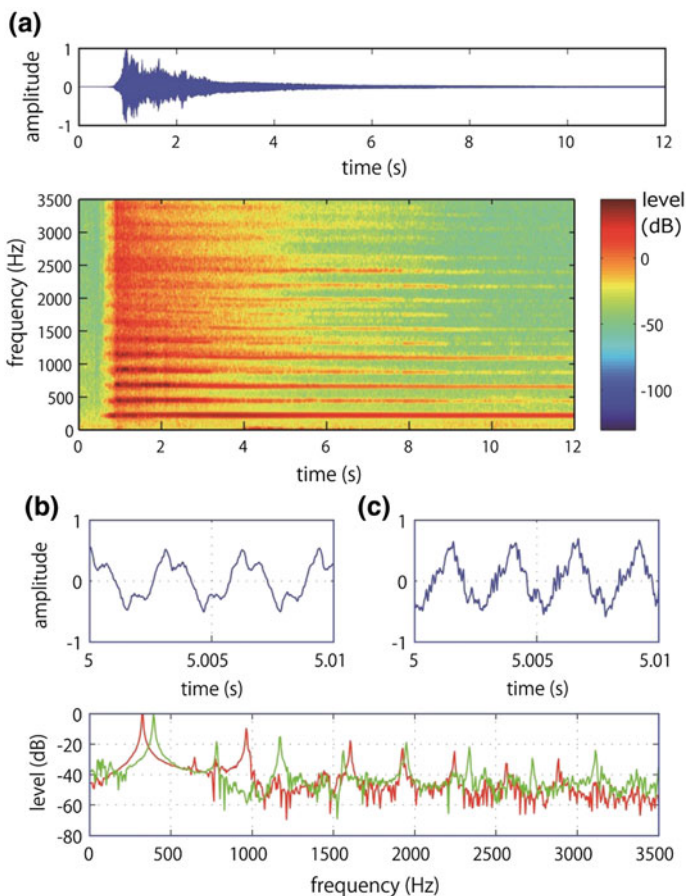 (a)
amplitude
1
0
-1
0 2 4 6 8 10 12
time (s)
frequency (Hz)
3500
3000
2500
2000
1500
1000
500
0
0 2 4 6 8 10 12
time (s)
level
(dB)
0
-50
-100
(b)
amplitude
1
0
-1
5 5.005 5.01
time (s)
(c)
1
0
-1
5 5.005 5.01
time (s)
level (dB)
0
-20
-40
-60
-80
0 500 1000 1500 2000 2500 3000 3500
frequency (Hz)